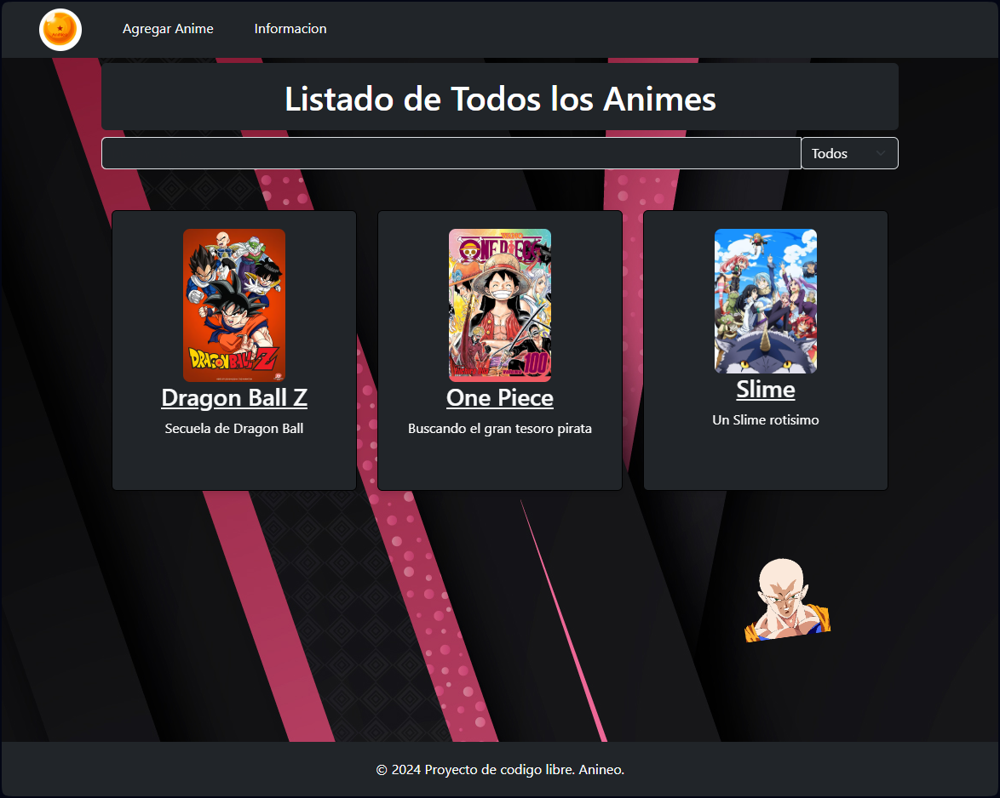 Agregar Anime
Informacion
Listado de Todos los Animes
Todos
DRAGON BALL Z
ONE PIECE
100
Dragon Ball Z
Secuela de Dragon Ball
One Piece
Buscando el gran tesoro pirata
Slime
Un Slime rotisimo
© 2024 Proyecto de codigo libre. Anineo.